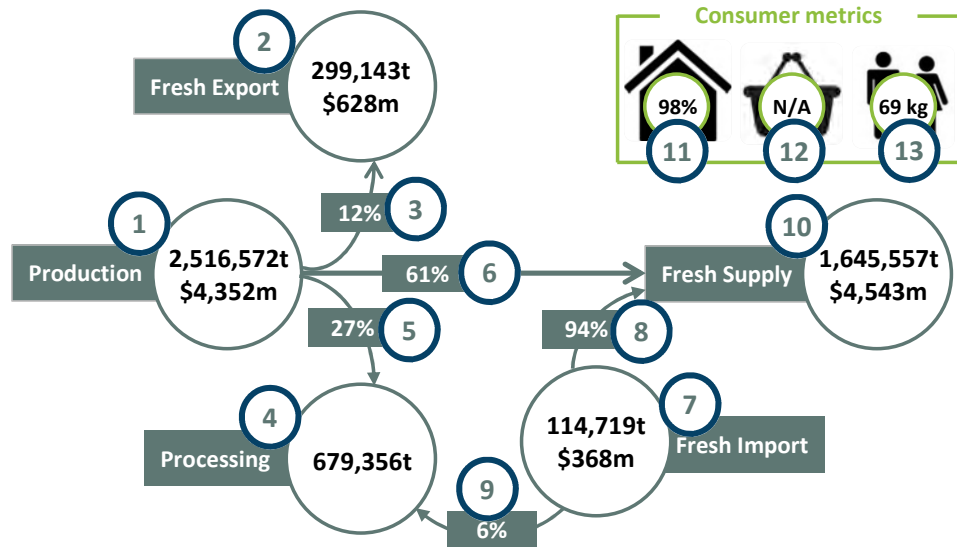 Consumer metrics
2
Fresh Export
299,143t
$628m
98%
N/A
69 kg
11
12
13
12%
3
1
Production
2,516,572t
$4,352m
61%
6
10
Fresh Supply
1,645,557t
$4,543m
27%
5
94%
8
4
Processing
679,356t
114,719t
$368m
7
Fresh Import
9
6%